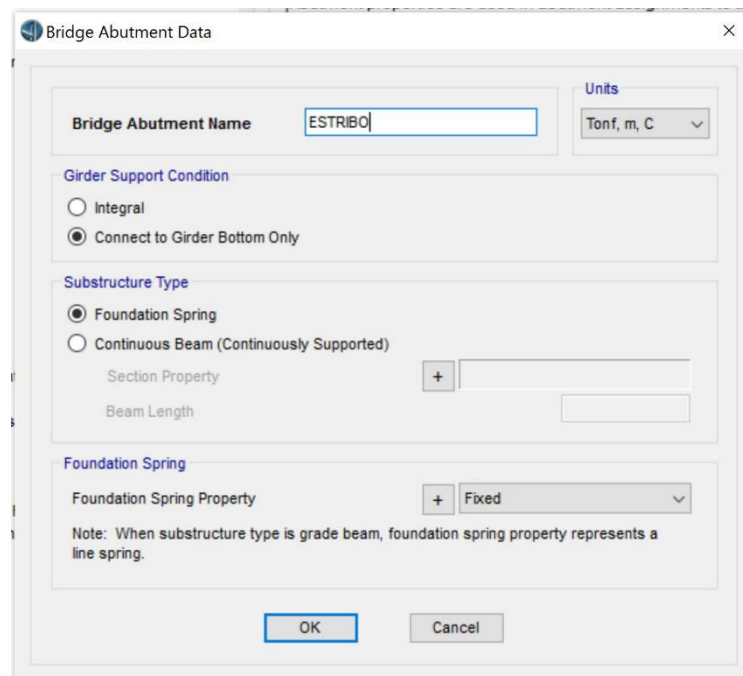 Bridge Abutment Data
Units
Bridge Abutment Name ESTRIBO Tonf, m, C
Girder Support Condition
Integral
Connect to Girder Bottom Only
Substructure Type
Foundation Spring
Continuous Beam (Continuously Supported)
Section Property +
Beam Length
Foundation Spring
Foundation Spring Property + Fixed
Note: When substructure type is grade beam, foundation spring property represents a
line spring.
OK Cancel